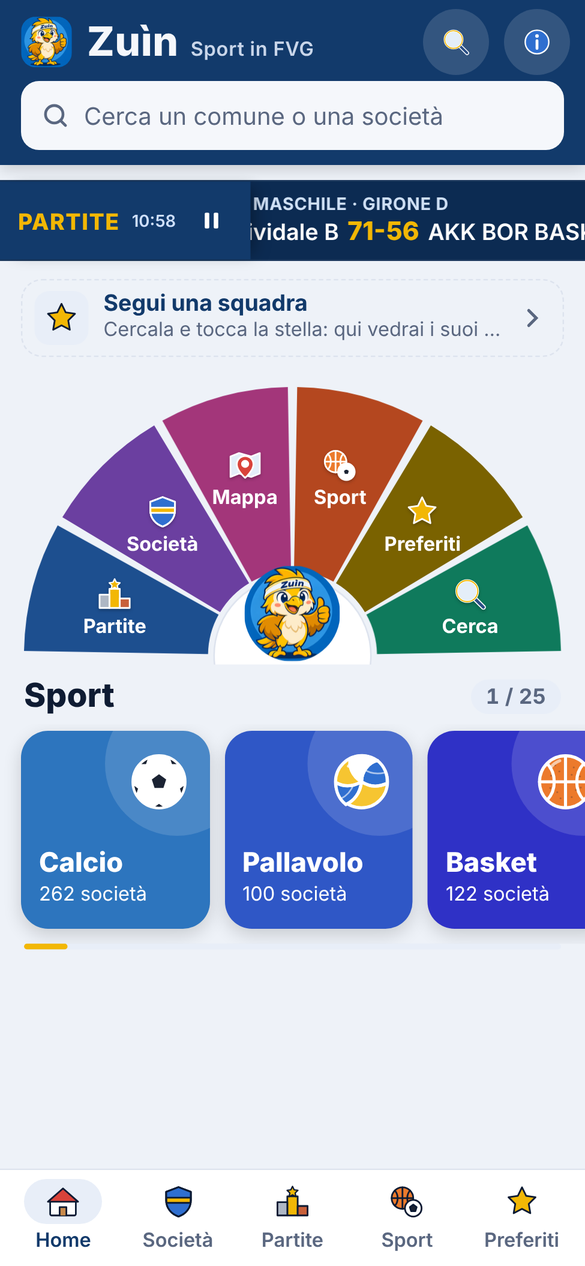 Zuìn Sport in FVG
Cerca un comune o una società
MASCHILE · GIRONE D
PARTITE 10:58
ividale B 71-56 AKK BOR BASK
Segui una squadra
Cercala e tocca la stella: qui vedrai i suoi ...
Mappa
Sport
Società
Preferiti
Zuin
Partite
Cerca
Sport
1 / 25
Calcio
262 società
Pallavolo
100 società
Basket
122 società
Home
Società
Partite
Sport
Preferiti